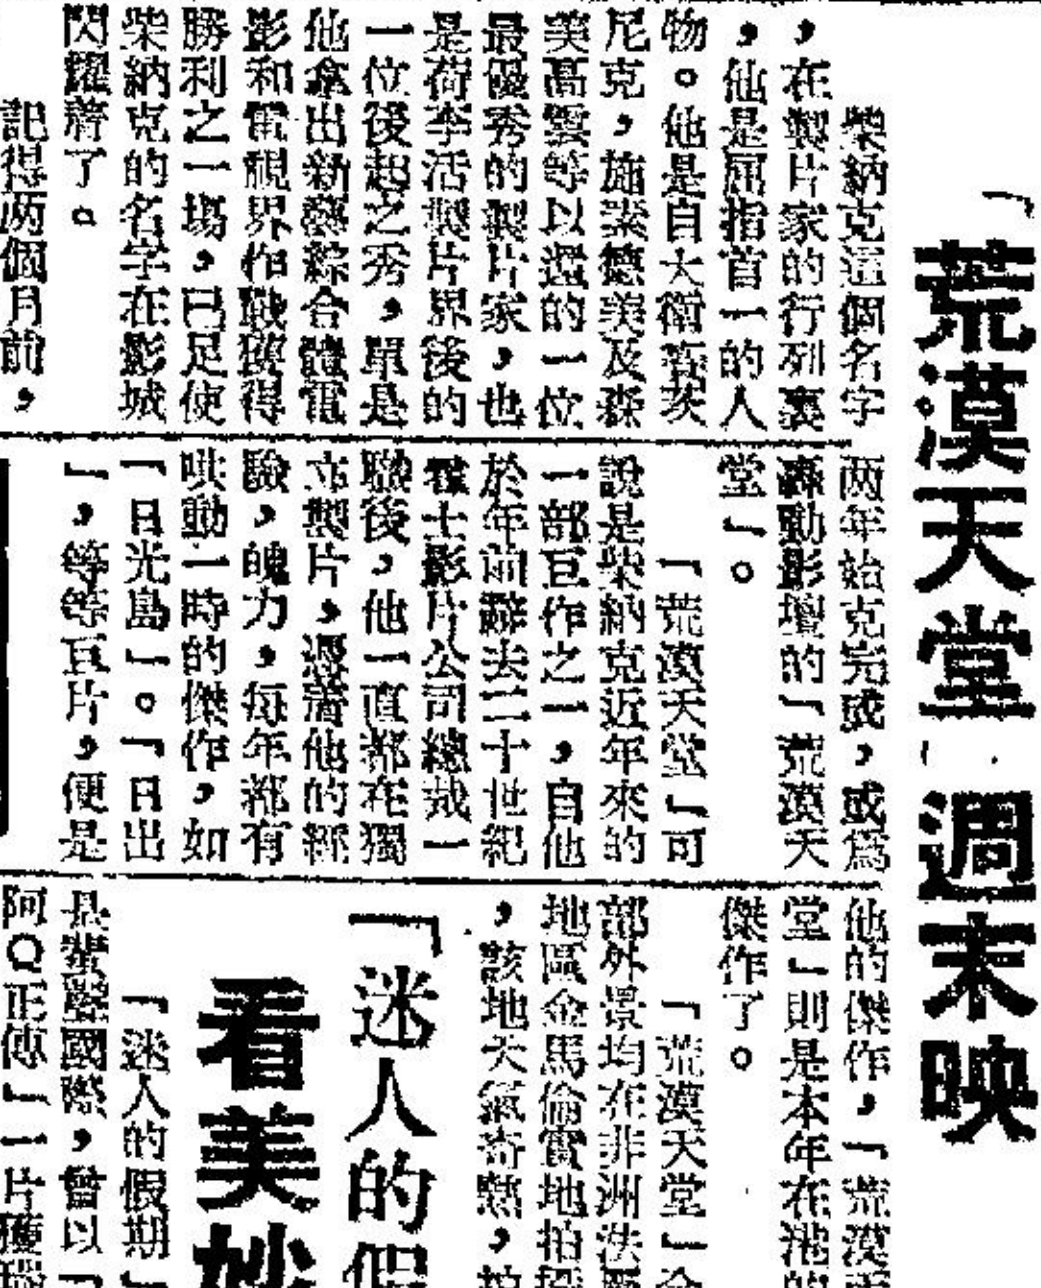 「荒漠天堂」週末映
柴納克這個名字
，在製片家的行列裏
，他是屈指首一的人
物。他是自大衛
尼克，施素德美及森
美高雲等以還的一位
最優秀的製片家，也
是荷李活製片界後的
一位後起之秀，單是
他拿出新藝綜合體電
影和電視界作戰獲得
勝利之一塲，已足使
柴納克的名字在影城
閃耀着了。
記得两個月前，
两年始克完成，成爲
轟動影壇的「荒漠天
堂」。
「荒漠天堂」可
說是柴納克近年來的
一部巨作之一，自他
於年前辭去二十世紀
霍士影片公司總裁一
職後，他一直都在獨
立製片，憑著他的經
驗，魄力，每年都有
哄動一時的傑作，如
「日光島」。「日出
」，等等巨片，便是
他的傑作，「荒漠天
堂」則是本年在港的
傑作了。
「荒漠天堂」全
部外景均在非洲法屬
地區金馬倫實地拍攝
，該地天氣奇熱，拍
「迷人的假
看美妙
「迷人的假期」
是蜚聲國際，曾以「
阿Q正傳」一片獲